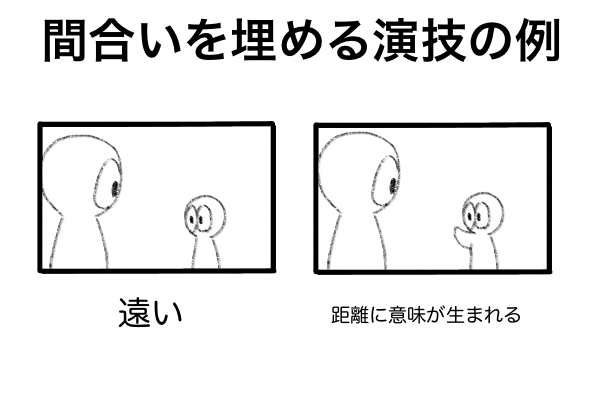 間合いを埋める演技の例
遠い
距離に意味が生まれる